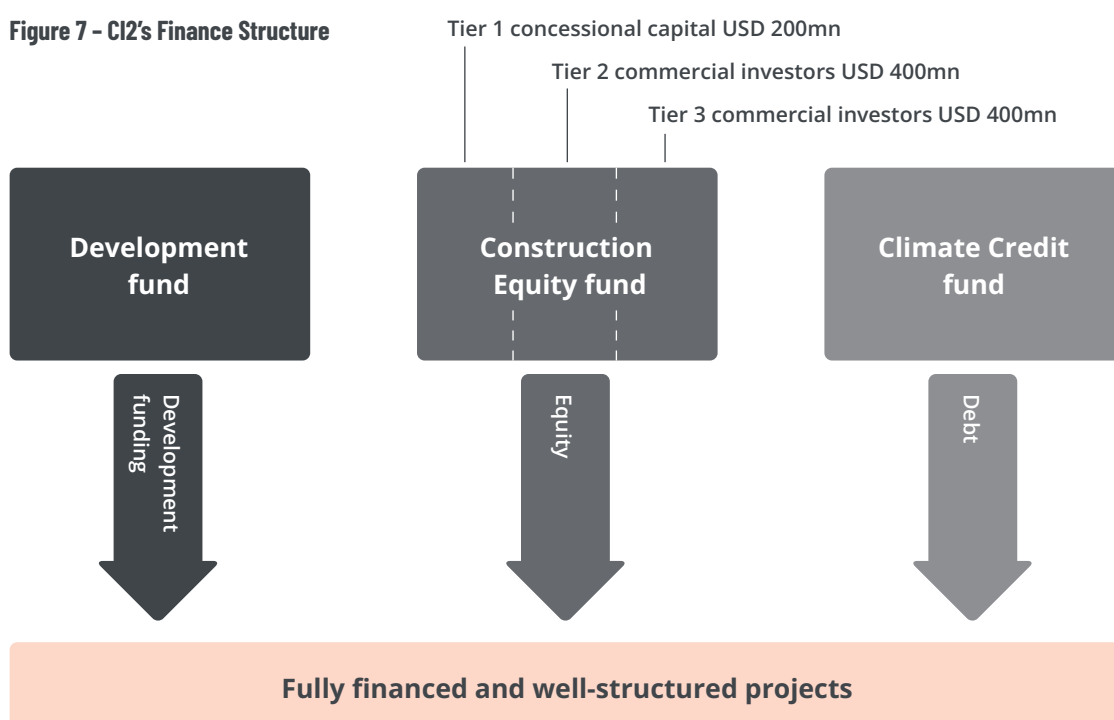 Figure 7 – CI2's Finance Structure
Tier 1 concessional capital USD 200mn
Tier 2 commercial investors USD 400mn
Tier 3 commercial investors USD 400mn
Development
fund
Construction
Equity fund
Climate Credit
fund
Development
funding
Equity
Debt
Fully financed and well-structured projects